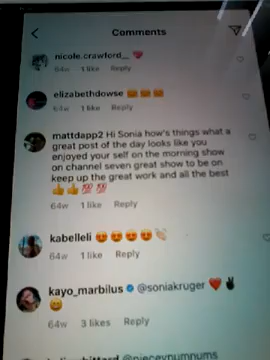 Comments
nicole.crawford__
64w 1 like Reply
elizabethdowse
64w 1 like Reply
mattdapp2 Hi Sonia how's things what a
great post of the day looks like you
enjoyed your self on the morning show
on channel seven great show to be on
keep up the great work and all the best
👍👍💯💯
64w 1 like Reply
kabelleli 😍😍😍😍👏
64w 1 like Reply
kayo_marbilus @soniakruger ❤️✌🏿
😄
64w 3 likes Reply
@nieceynumnums